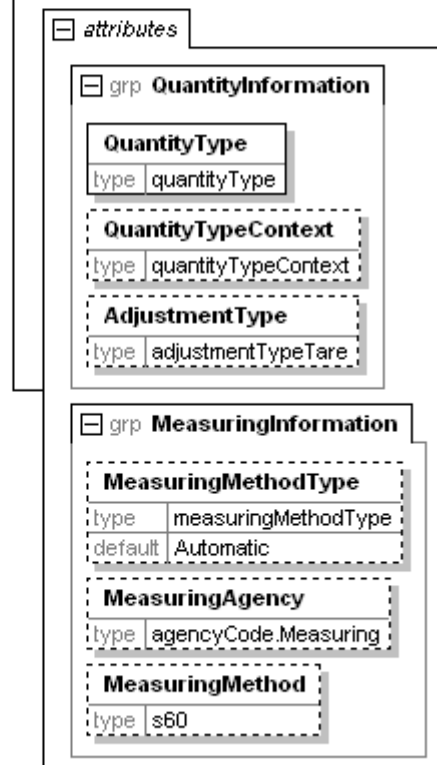 attributes
grp QuantityInformation
QuantityType
type quantityType
QuantityTypeContext
type quantityTypeContext
AdjustmentType
type adjustmentTypeTare
grp MeasuringInformation
MeasuringMethodType
type measuringMethodType
default Automatic
MeasuringAgency
type agencyCode.Measuring
MeasuringMethod
type s60